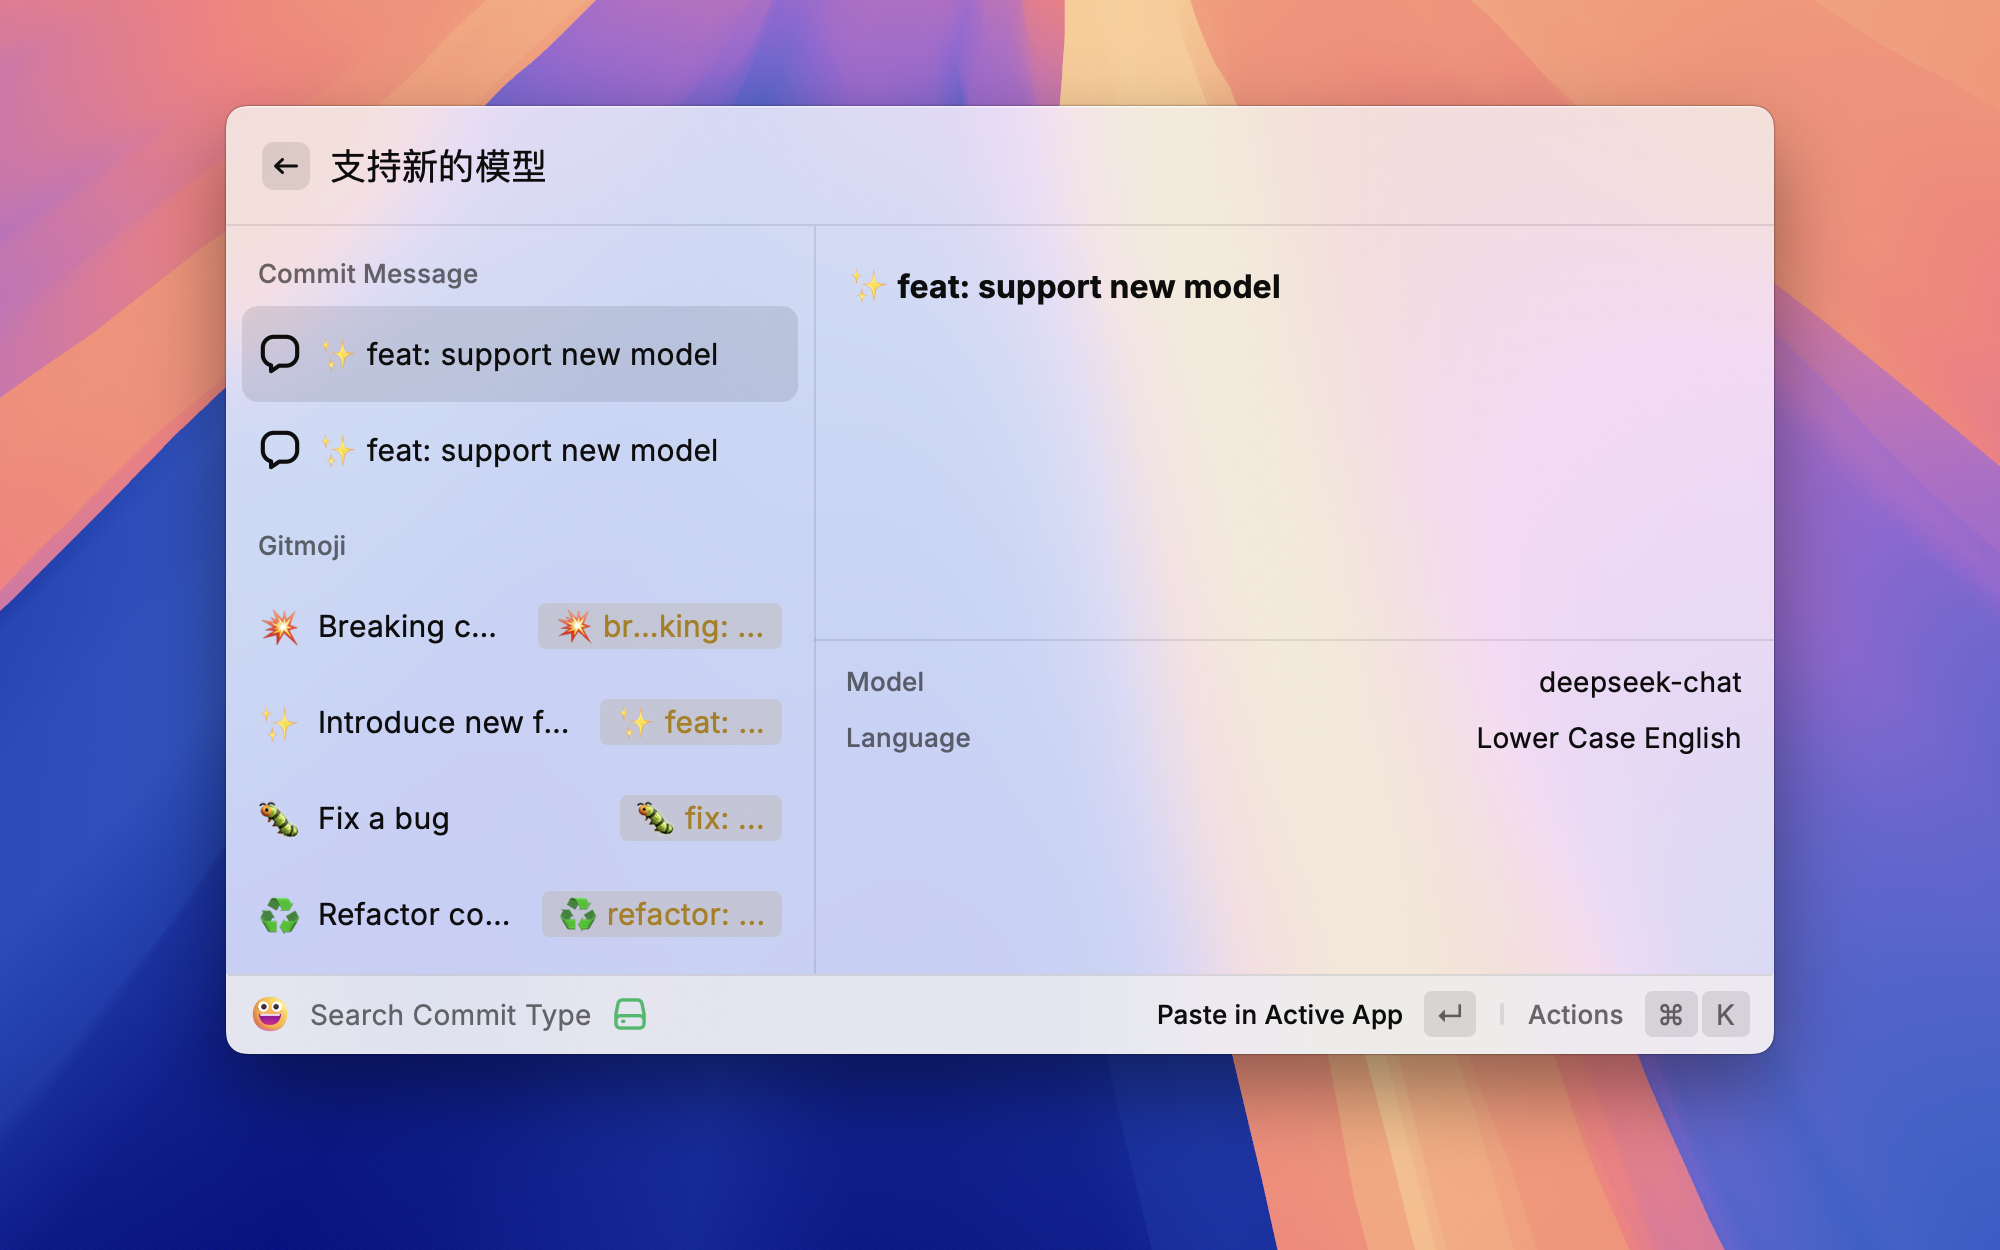 支持新的模型
Commit Message
✨ feat: support new model
✨ feat: support new model
Gitmoji
💥 Breaking c... 💥 br...king: ...
✨ Introduce new f... ✨ feat: ...
🐛 Fix a bug 🐛 fix: ...
♻️ Refactor co... ♻️ refactor: ...
✨ feat: support new model
Model deepseek-chat
Language Lower Case English
Search Commit Type
Paste in Active App ↵
Actions ⌘ K